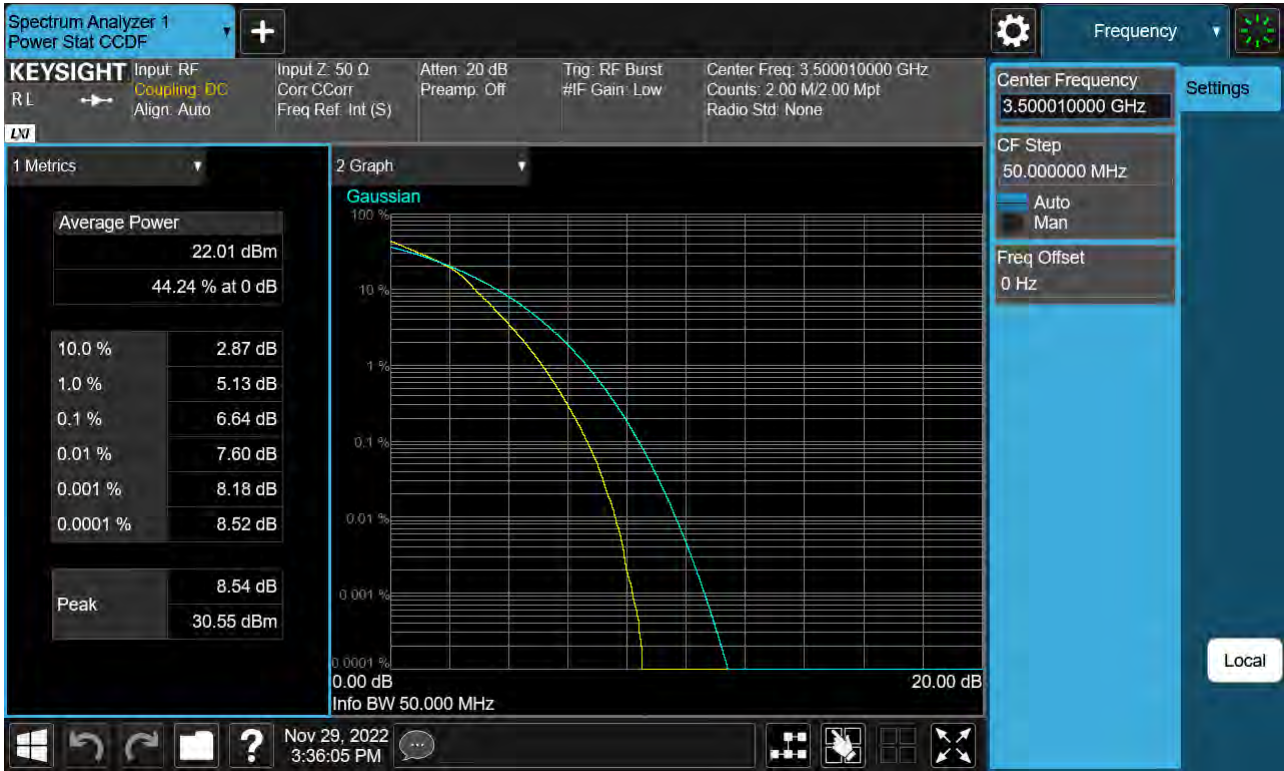 Spectrum Analyzer 1
Power Stat CCDF
Frequency
KEYSIGHT
R L
LXI
Input: RF
Coupling: DC
Align: Auto
Input Z: 50 Ω
Corr CCorr
Freq Ref: Int (S)
Atten: 20 dB
Preamp: Off
Trig: RF Burst
#IF Gain: Low
Center Freq: 3.500010000 GHz
Counts: 2.00 M/2.00 Mpt
Radio Std: None
Center Frequency
3.500010000 GHz
Settings
CF Step
50.000000 MHz
Auto
Man
Freq Offset
0 Hz
Local
1 Metrics
Average Power
22.01 dBm
44.24 % at 0 dB
10.0 % 2.87 dB
1.0 % 5.13 dB
0.1 % 6.64 dB
0.01 % 7.60 dB
0.001 % 8.18 dB
0.0001 % 8.52 dB
Peak
8.54 dB
30.55 dBm
2 Graph
Gaussian
100 %
10 %
1 %
0.1 %
0.01 %
0.001 %
0.0001 %
0.00 dB 20.00 dB
Info BW 50.000 MHz
?
Nov 29, 2022
3:36:05 PM